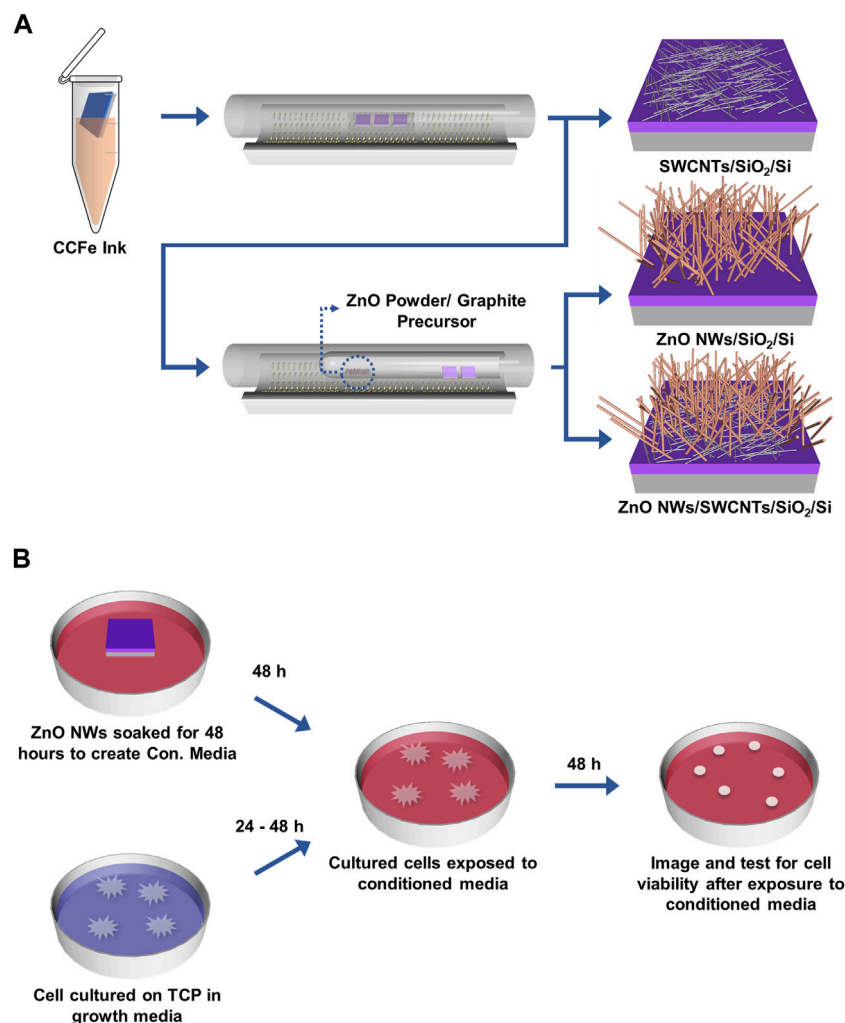 A
CCFe Ink
SWCNTs/SiO₂/Si
ZnO Powder/ Graphite
Precursor
ZnO NWs/SiO₂/Si
ZnO NWs/SWCNTs/SiO₂/Si
B
48 h
ZnO NWs soaked for 48
hours to create Con. Media
24 - 48 h
Cultured cells exposed to
conditioned media
48 h
Image and test for cell
viability after exposure to
conditioned media
Cell cultured on TCP in
growth media